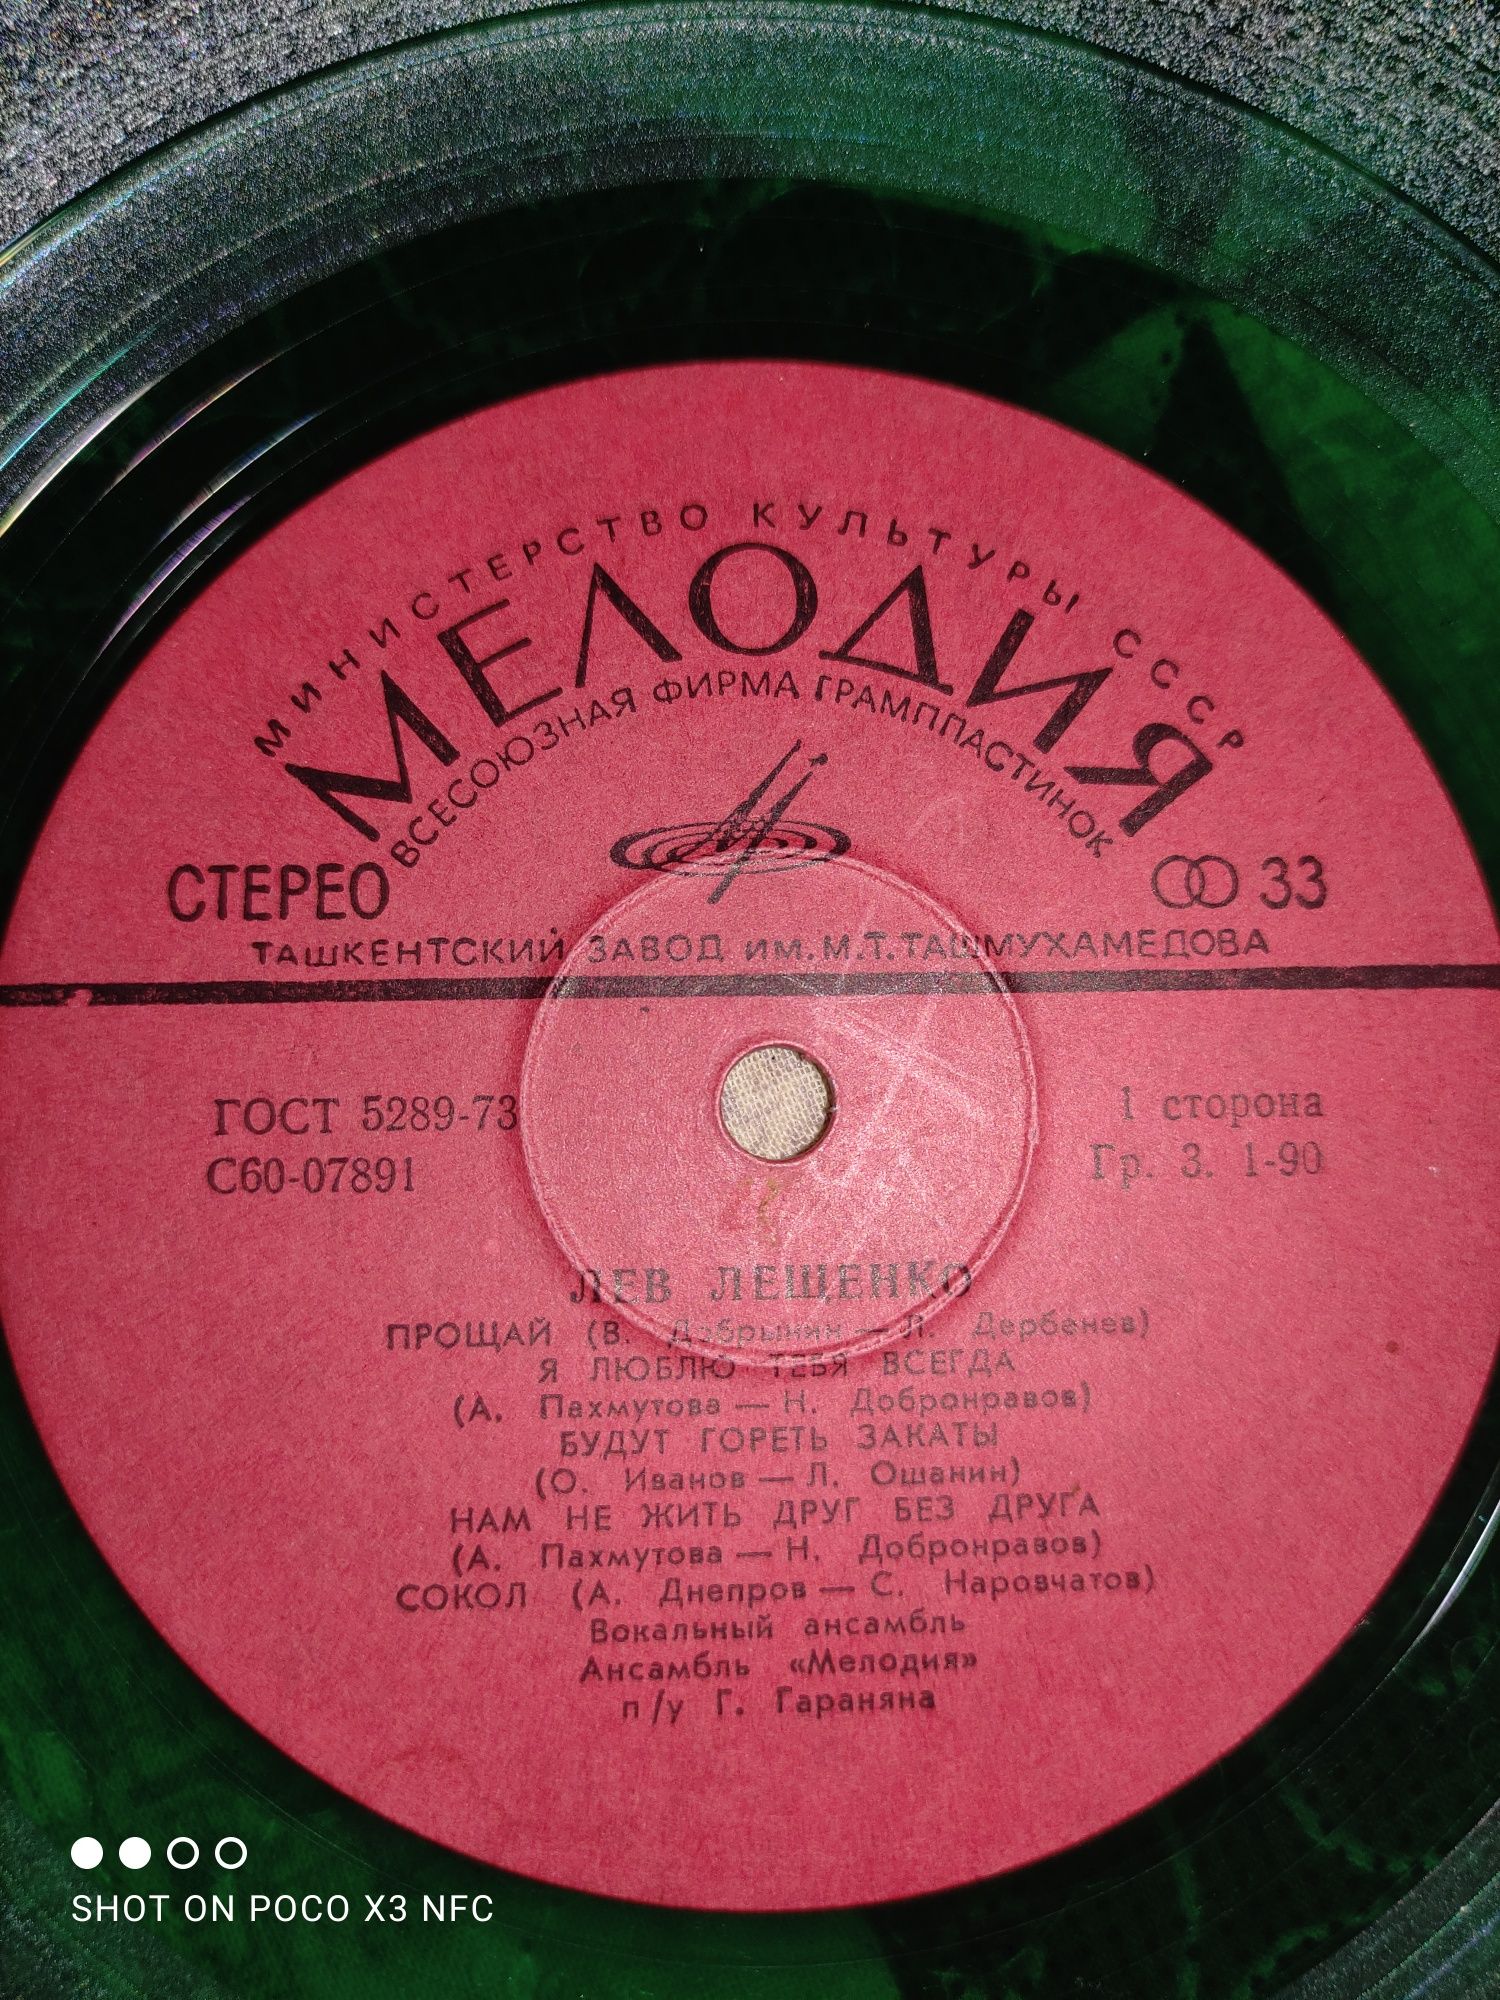 МИНИСТЕРСТВО КУЛЬТУРЫ СССР
МЕЛОДИЯ
ВСЕСОЮЗНАЯ ФИРМА ГРАМПЛАСТИНОК
СТЕРЕО
33
ТАШКЕНТСКИЙ ЗАВОД им. М.Т. ТАШМУХАМЕДОВА
ГОСТ 5289-73
1 сторона
С60-07891
Гр. 3. 1-90
ЛЕВ ЛЕЩЕНКО
ПРОЩАЙ (В. Добрынин — Л. Дербенев)
Я ЛЮБЛЮ ТЕБЯ ВСЕГДА
(А. Пахмутова — Н. Добронравов)
БУДУТ ГОРЕТЬ ЗАКАТЫ
(О. Иванов — Л. Ошанин)
НАМ НЕ ЖИТЬ ДРУГ БЕЗ ДРУГА
(А. Пахмутова — Н. Добронравов)
СОКОЛ (А. Днепров — С. Наровчатов)
Вокальный ансамбль
Ансамбль «Мелодия»
п/у Г. Гараняна
SHOT ON POCO X3 NFC